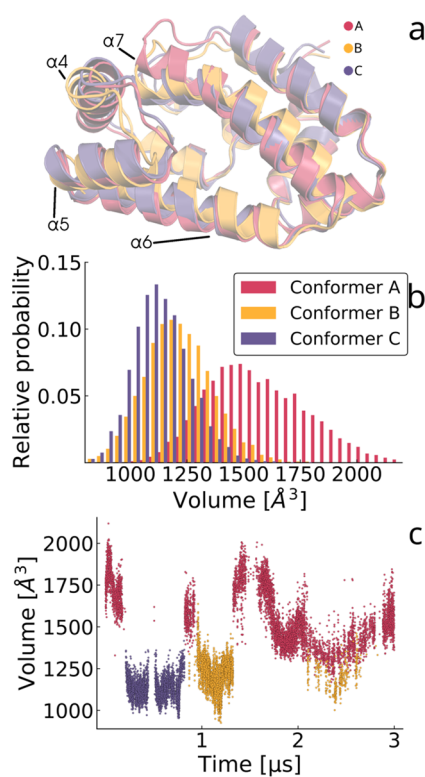 a
A
B
C
α7
α4
α5
α6
b
0.15
0.10
0.05
Relative probability
Conformer A
Conformer B
Conformer C
1000 1250 1500 1750 2000
Volume [Å³]
c
2000
1750
1500
1250
1000
Volume [Å³]
1 2 3
Time [μs]